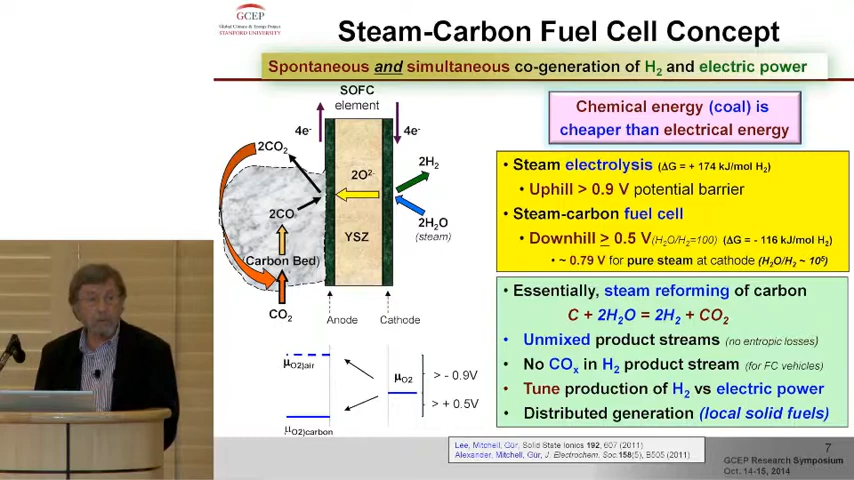 GCEP
Global Climate & Energy Project
STANFORD UNIVERSITY
Steam-Carbon Fuel Cell Concept
Spontaneous and simultaneous co-generation of H₂ and electric power
SOFC
element
4e⁻
4e⁻
2CO₂
2H₂
2O²⁻
2CO
2H₂O
(steam)
YSZ
(Carbon Bed)
CO₂
Anode
Cathode
μO2)air
μO2
> - 0.9V
> + 0.5V
μO2)carbon
Chemical energy (coal) is
cheaper than electrical energy
• Steam electrolysis (ΔG = + 174 kJ/mol H₂)
• Uphill > 0.9 V potential barrier
• Steam-carbon fuel cell
• Downhill ≥ 0.5 V (H₂O/H₂=100) (ΔG = - 116 kJ/mol H₂)
• ~ 0.79 V for pure steam at cathode (H₂O/H₂ ~ 10⁵)
• Essentially, steam reforming of carbon
C + 2H₂O = 2H₂ + CO₂
• Unmixed product streams (no entropic losses)
• No COₓ in H₂ product stream (for FC vehicles)
• Tune production of H₂ vs electric power
• Distributed generation (local solid fuels)
Lee, Mitchell, Gür, Solid State Ionics 192, 607 (2011)
Alexander, Mitchell, Gür, J. Electrochem. Soc. 158(5), B505 (2011)
7
GCEP Research Symposium
Oct. 14-15, 2014